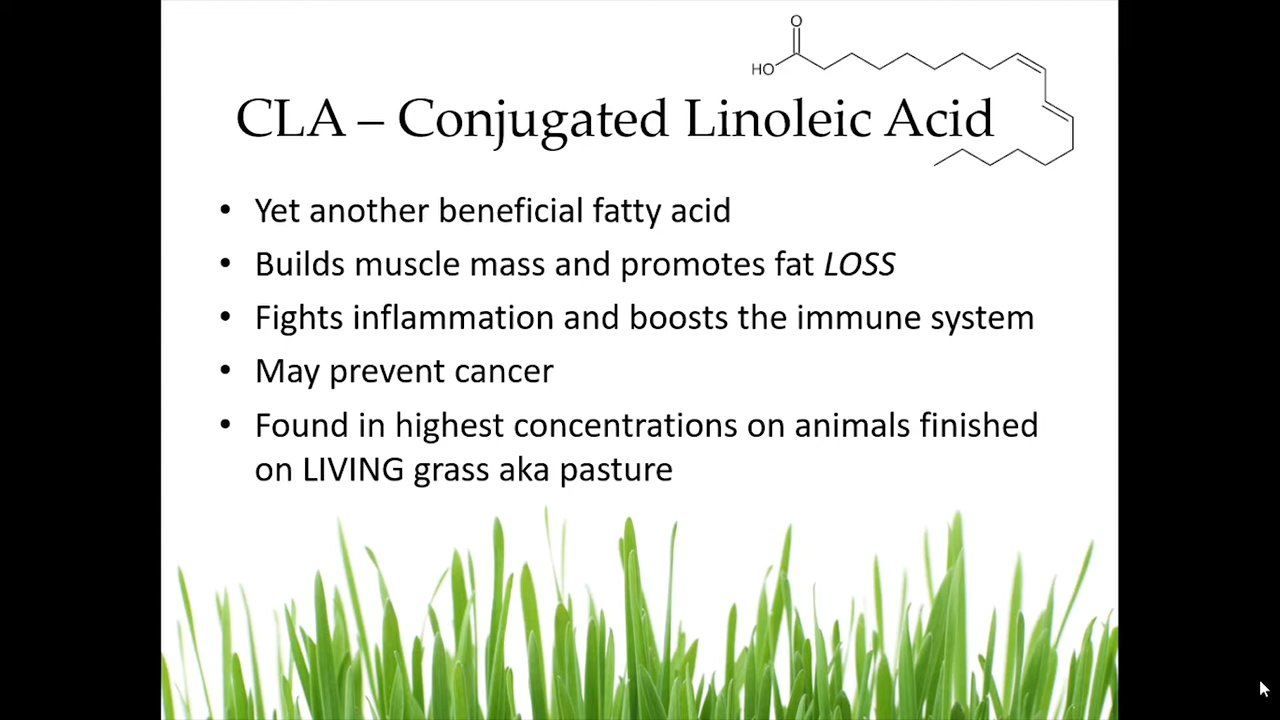 O
HO
CLA – Conjugated Linoleic Acid
• Yet another beneficial fatty acid
• Builds muscle mass and promotes fat LOSS
• Fights inflammation and boosts the immune system
• May prevent cancer
• Found in highest concentrations on animals finished
on LIVING grass aka pasture